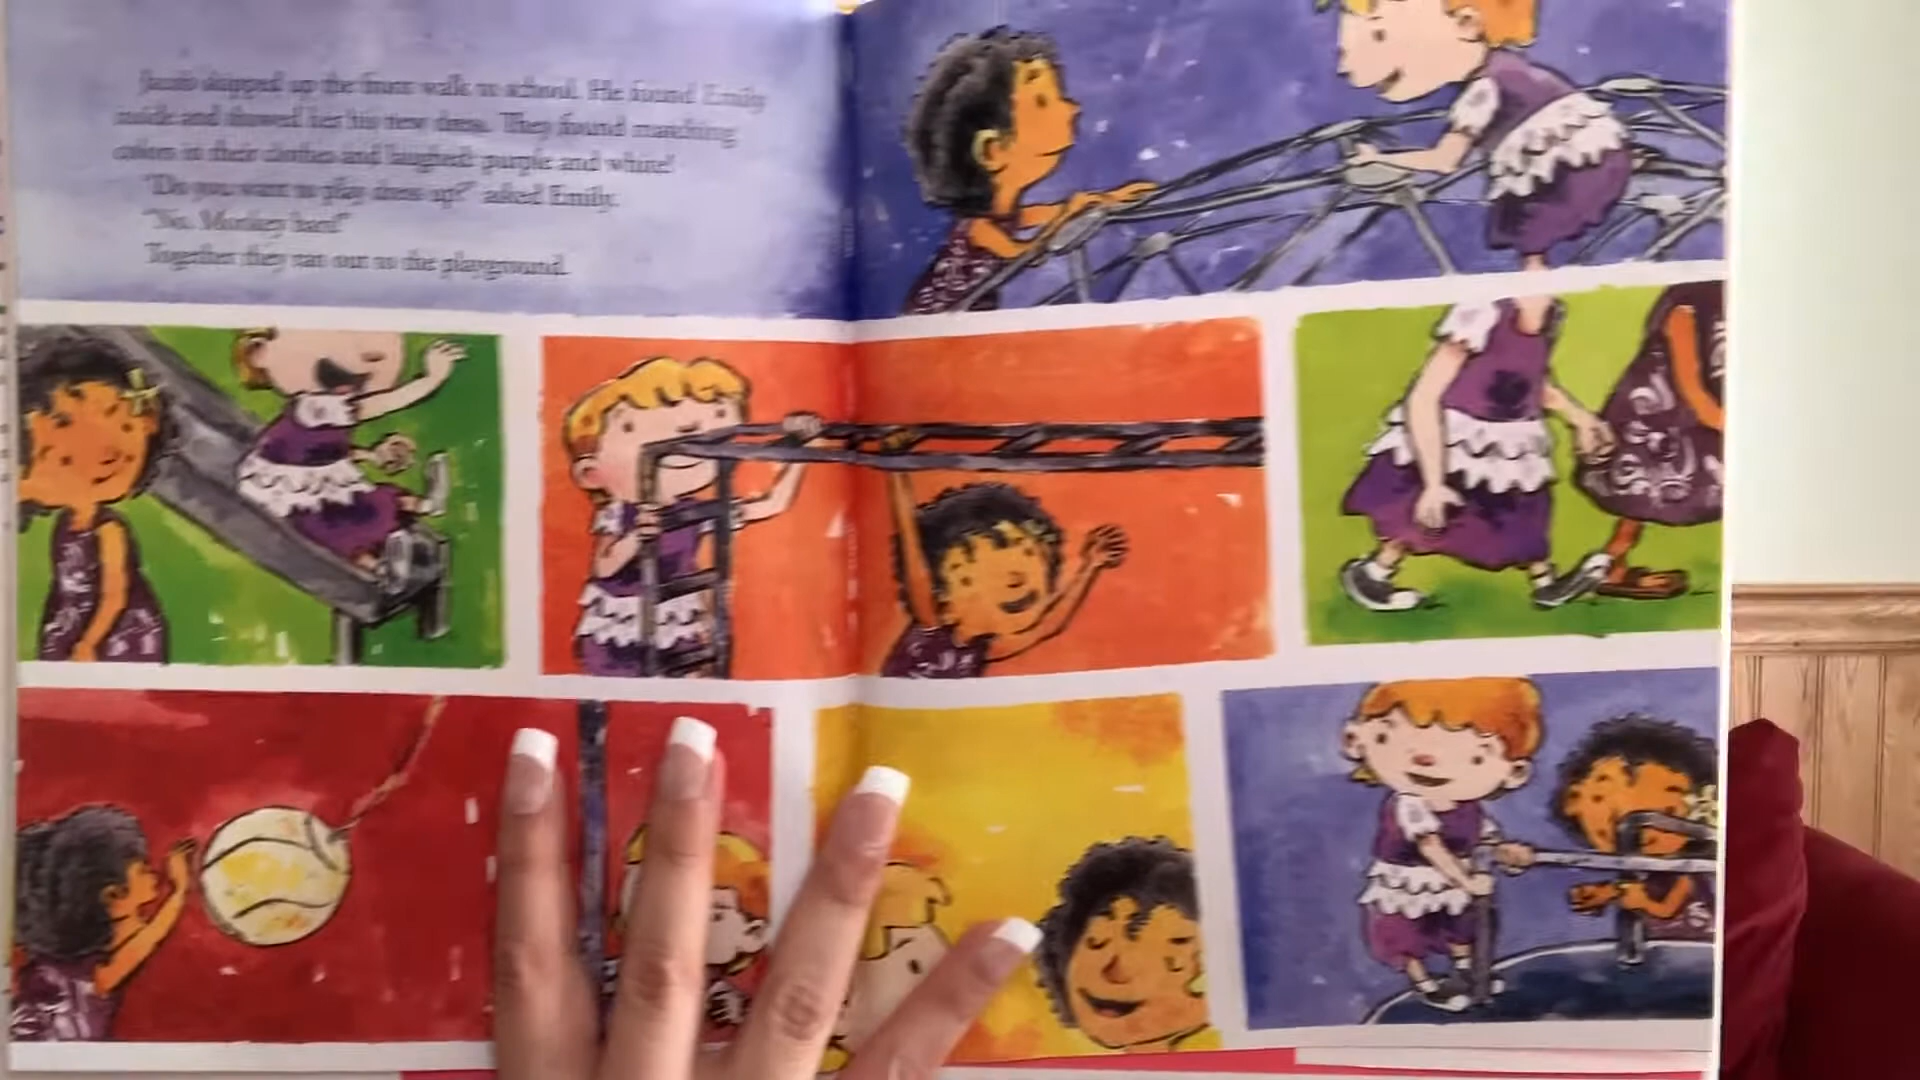 Jacob skipped up the front walk to school. He found Emily
inside and showed her his new dress. They found matching
colors in their clothes and laughed: purple and white!
"Do you want to play dress up?" asked Emily.
"No. Monkey bars!"
Together they ran out to the playground.